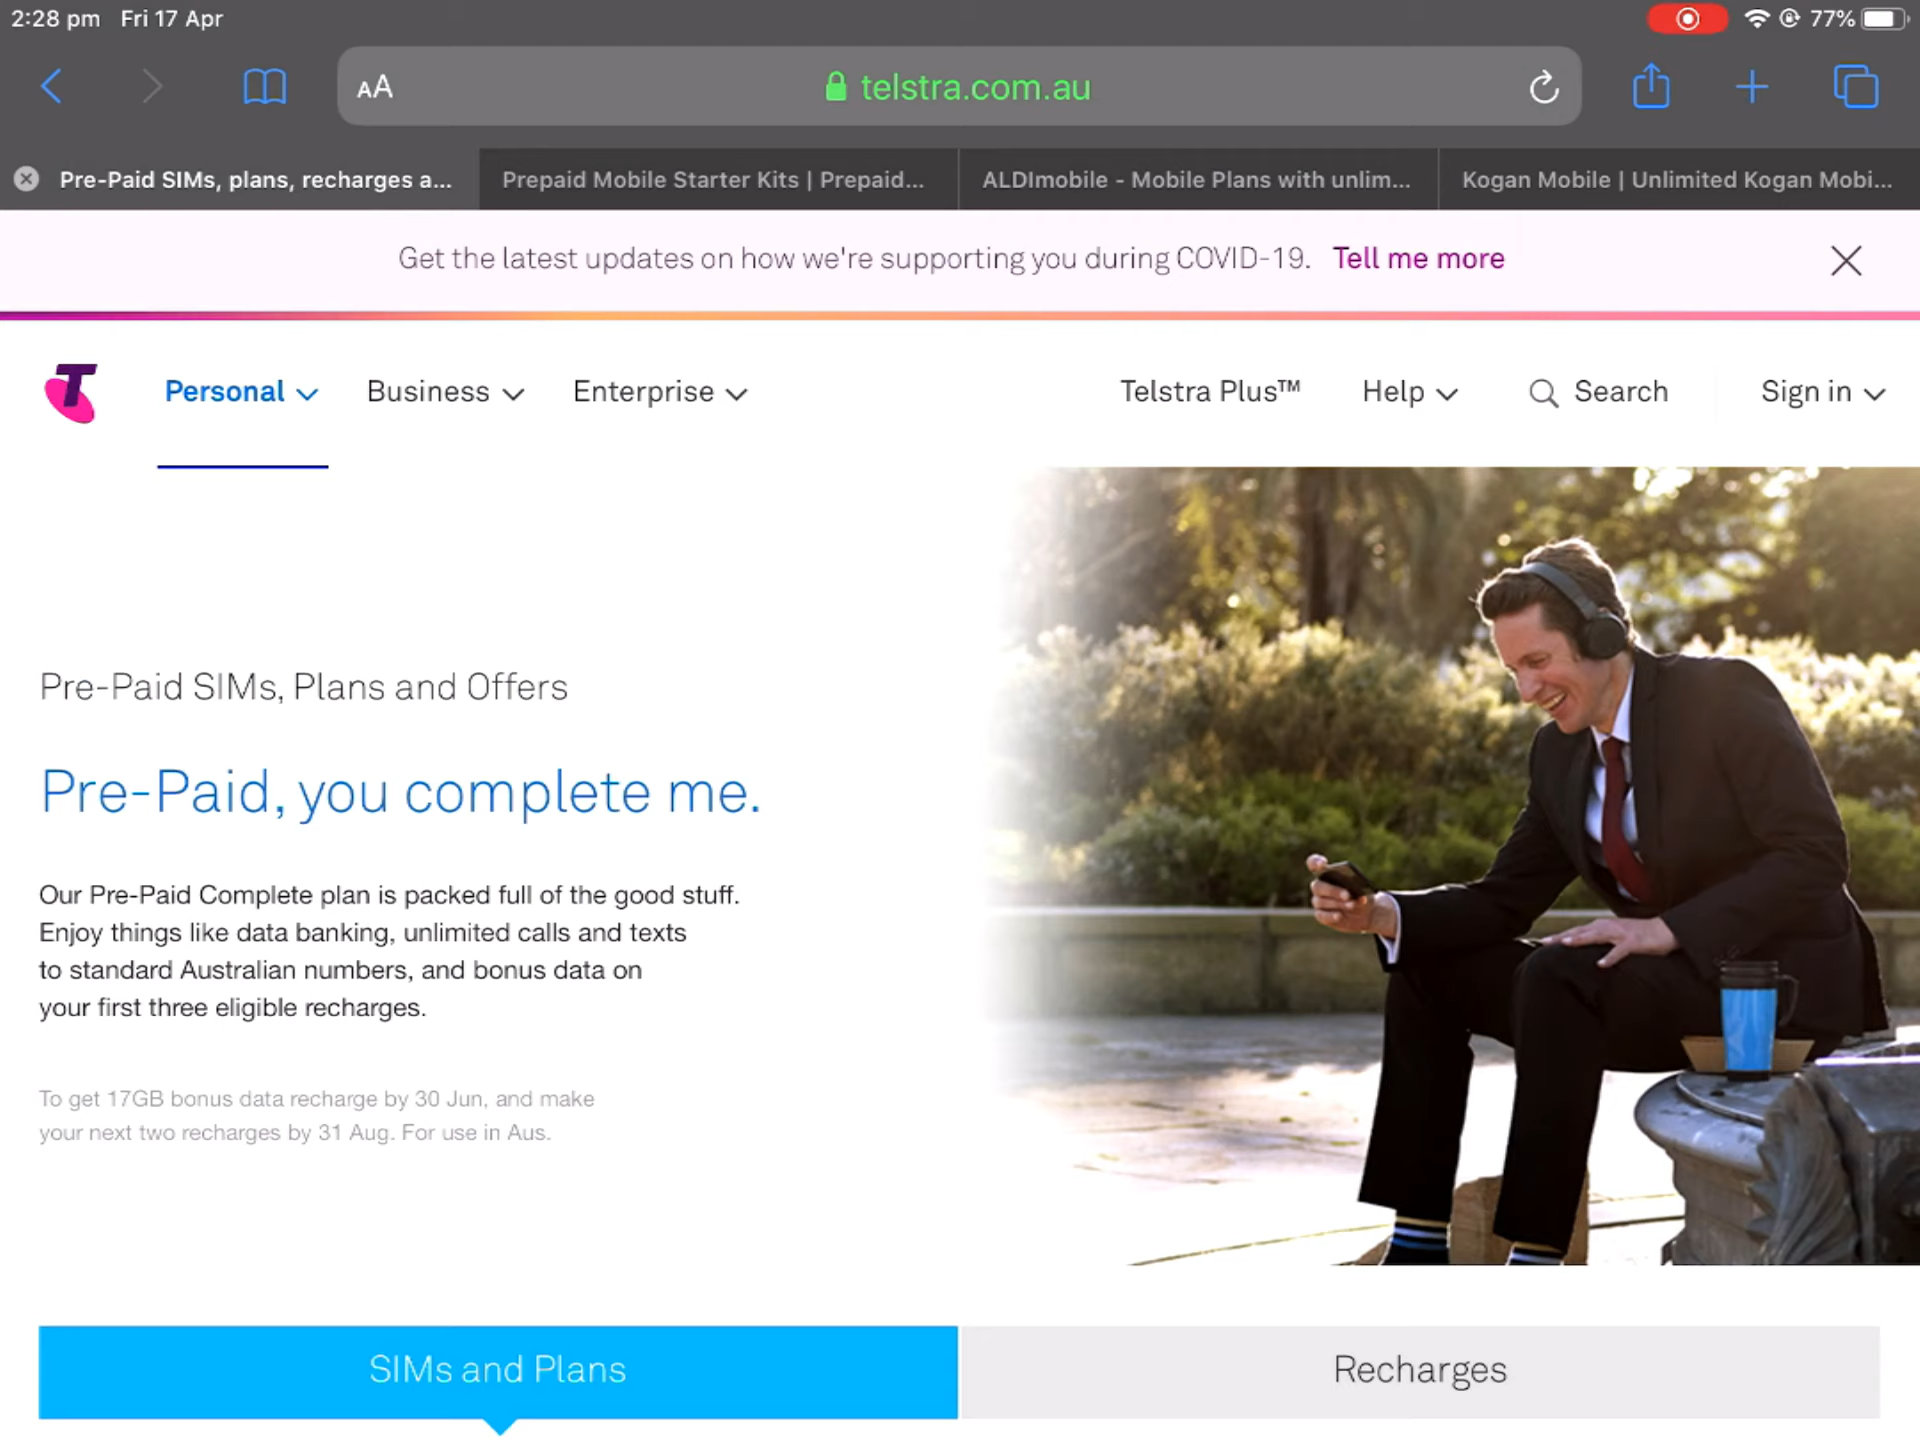 2:28 pm Fri 17 Apr 77%
AA telstra.com.au
Pre-Paid SIMs, plans, recharges a... Prepaid Mobile Starter Kits | Prepaid... ALDImobile - Mobile Plans with unlim... Kogan Mobile | Unlimited Kogan Mobi...
Get the latest updates on how we're supporting you during COVID-19. Tell me more
T Personal Business Enterprise Telstra Plus™ Help Search Sign in
Pre-Paid SIMs, Plans and Offers
Pre-Paid, you complete me.
Our Pre-Paid Complete plan is packed full of the good stuff.
Enjoy things like data banking, unlimited calls and texts
to standard Australian numbers, and bonus data on
your first three eligible recharges.
To get 17GB bonus data recharge by 30 Jun, and make
your next two recharges by 31 Aug. For use in Aus.
SIMs and Plans Recharges